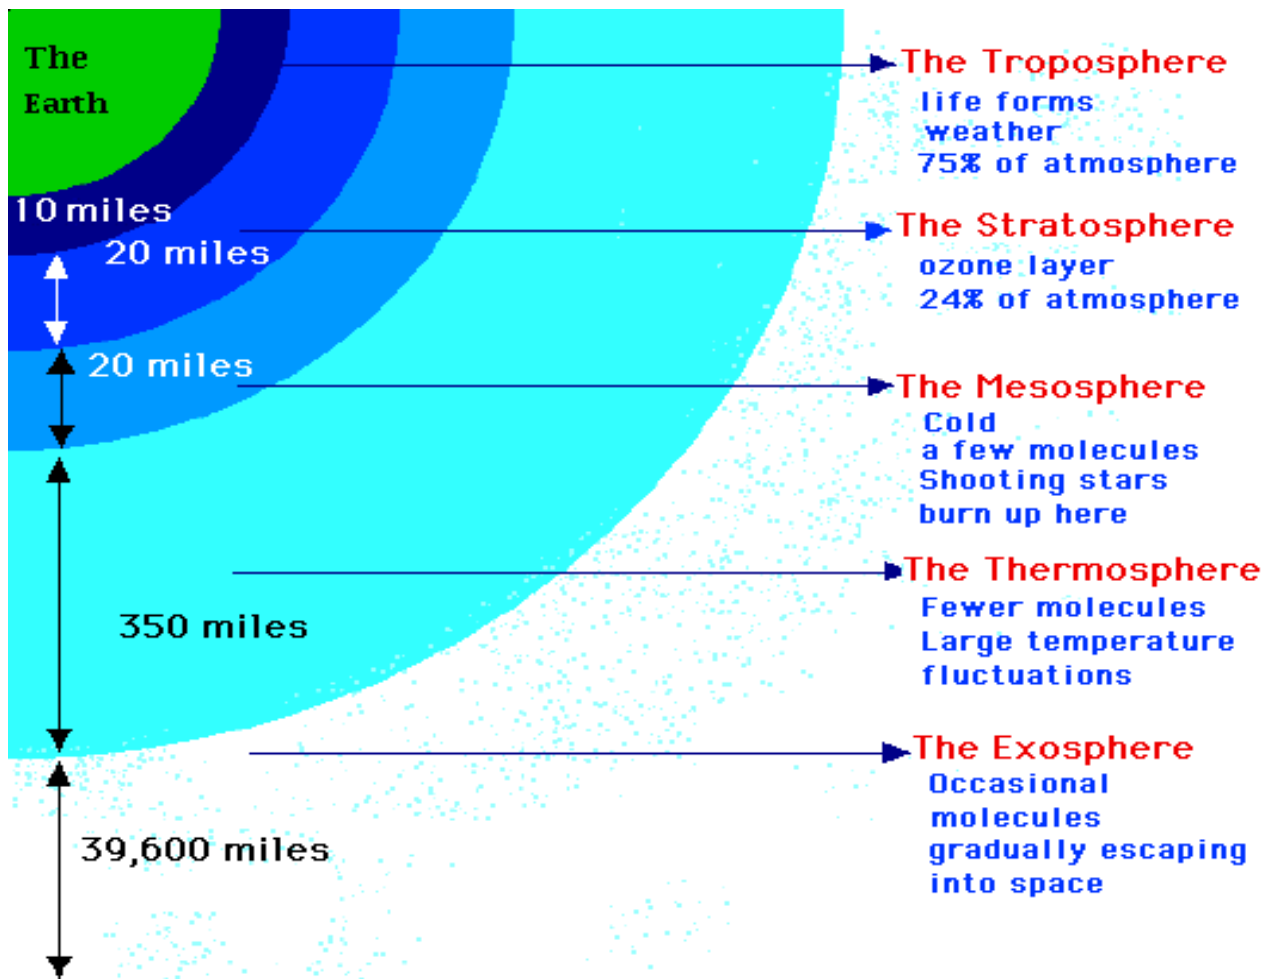 The
Earth
10 miles
20 miles
20 miles
350 miles
39,600 miles
The Troposphere
life forms
weather
75% of atmosphere
The Stratosphere
ozone layer
24% of atmosphere
The Mesosphere
Cold
a few molecules
Shooting stars
burn up here
The Thermosphere
Fewer molecules
Large temperature
fluctuations
The Exosphere
Occasional
molecules
gradually escaping
into space